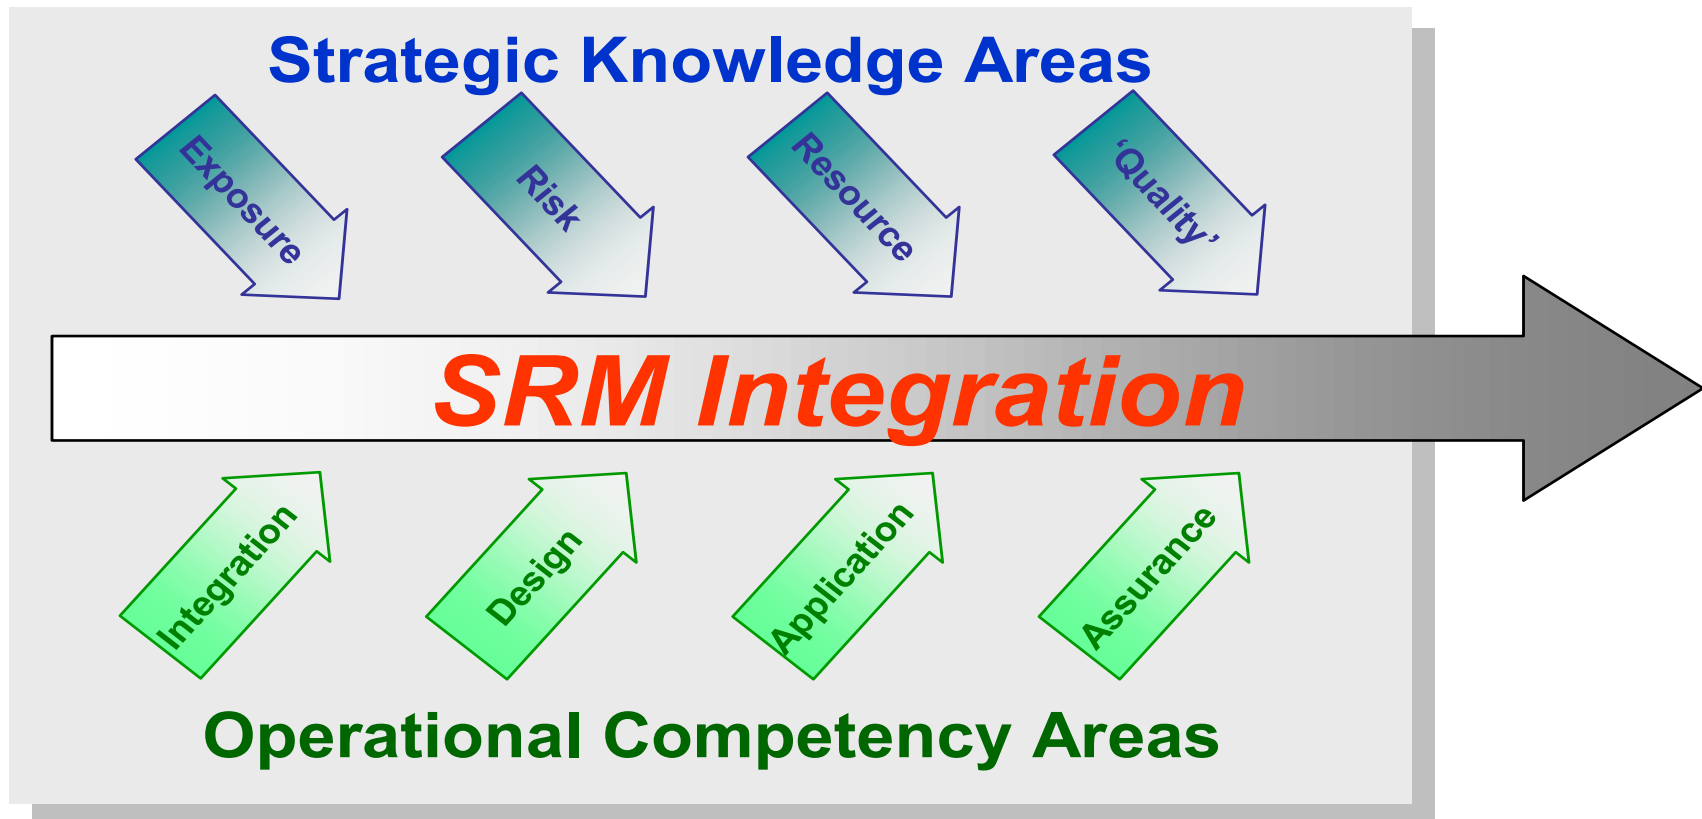 Strategic Knowledge Areas
Exposure
Risk
Resource
‘Quality’
SRM Integration
Integration
Design
Application
Assurance
Operational Competency Areas